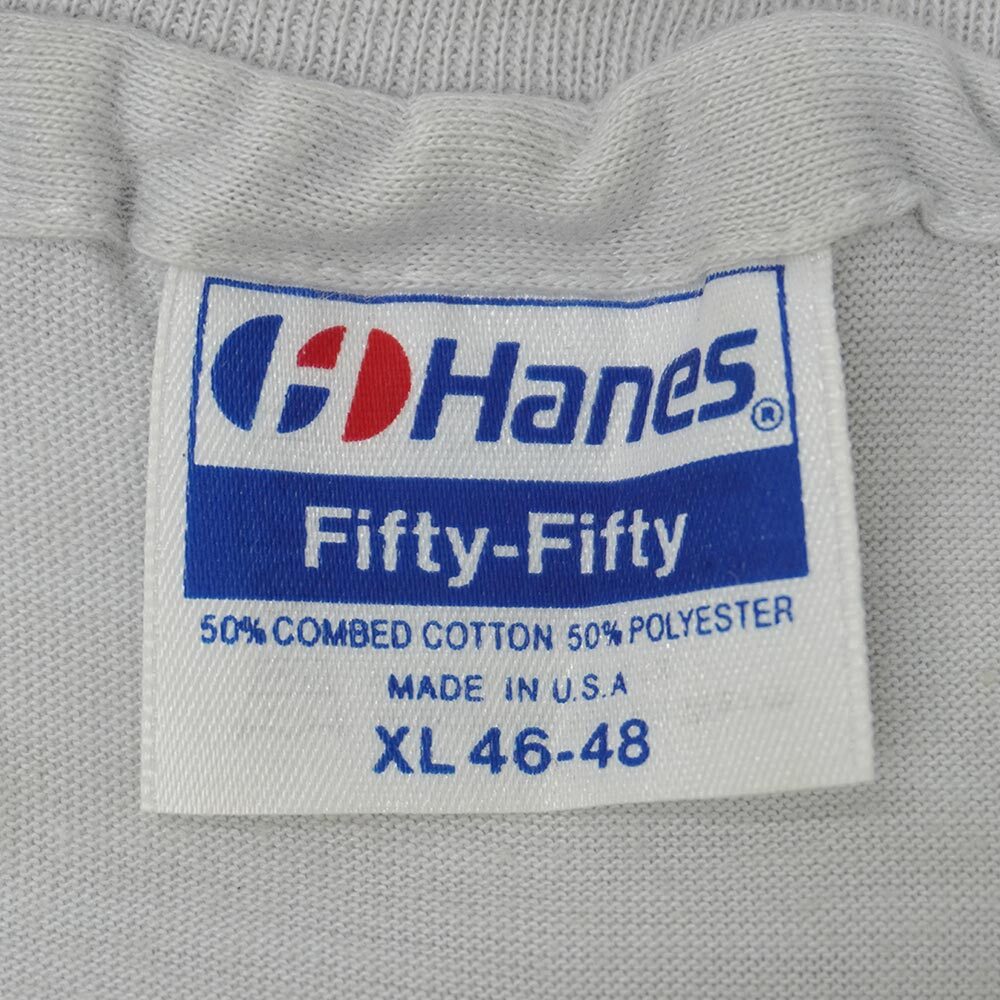 Hanes®
Fifty-Fifty
50% COMBED COTTON 50% POLYESTER
MADE IN U.S.A
XL 46-48